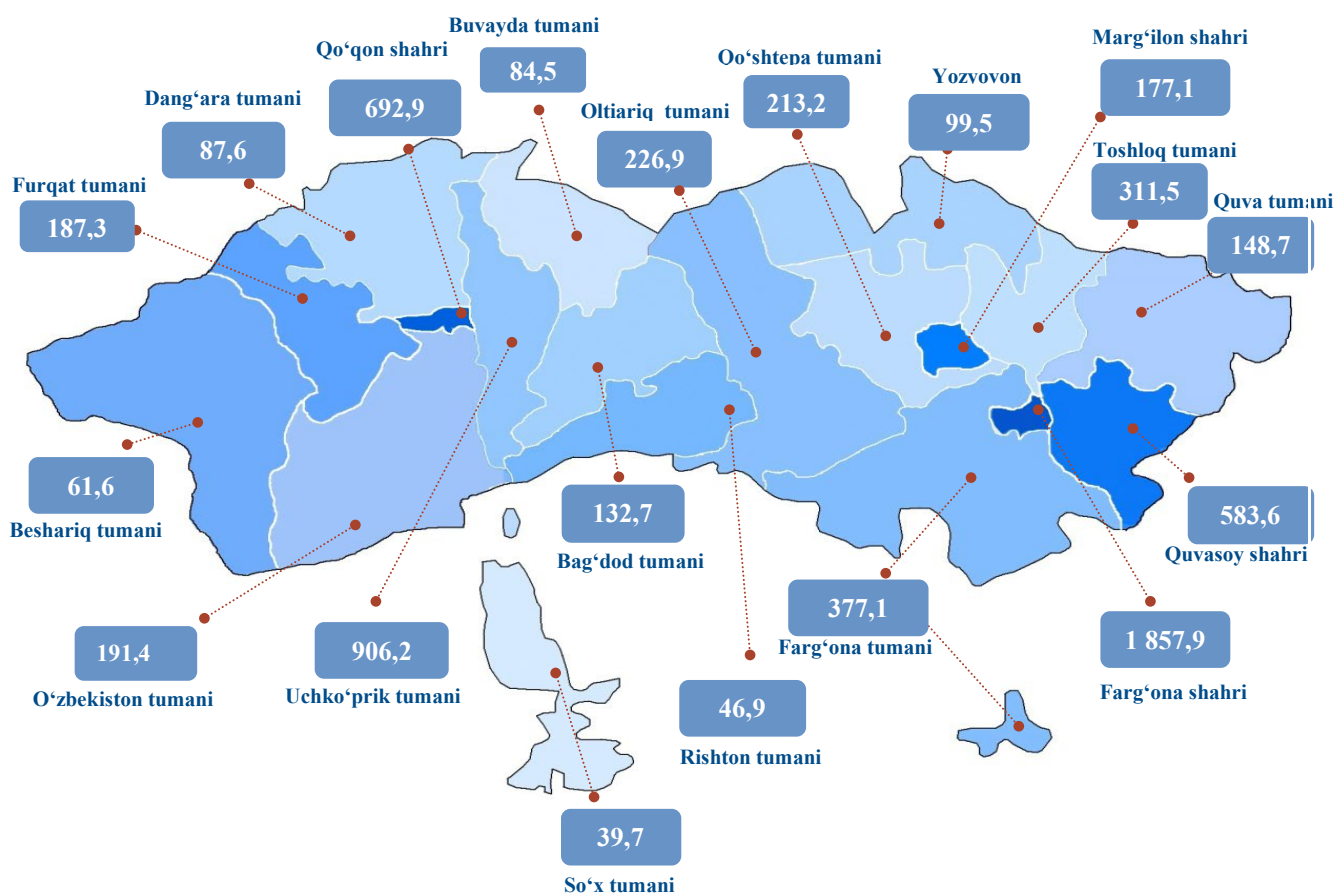 Buvayda tumani
84,5
Qo‘qon shahri
692,9
Dang‘ara tumani
87,6
Furqat tumani
187,3
Oo‘shtepa tumani
213,2
Oltiariq tumani
226,9
Yozvovon
99,5
Marg‘ilon shahri
177,1
Toshloq tumani
311,5
Quva tumani
148,7
61,6
Beshariq tumani
132,7
Bag‘dod tumani
583,6
Quvasoy shahri
191,4
O‘zbekiston tumani
906,2
Uchko‘prik tumani
377,1
Farg‘ona tumani
1 857,9
Farg‘ona shahri
46,9
Rishton tumani
39,7
So‘x tumani